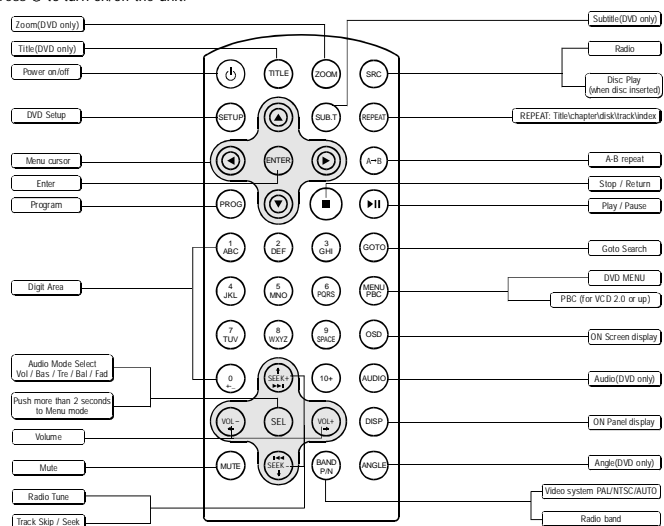 to turn on/off the unit.
Zoom(DVD only)
Title(DVD only)
Power on/off
DVD Setup
Menu cursor
Enter
Program
Digit Area
Audio Mode Select
Vol / Bas / Tre / Bal / Fad
Push more than 2 seconds
to Menu mode
Volume
Mute
Radio Tune
Track Skip / Seek
TITLE
ZOOM
SRC
SETUP
SUB.T
REPEAT
ENTER
A→B
PROG
1
ABC
2
DEF
3
GHI
GOTO
4
JKL
5
MNO
6
PQRS
MENU
PBC
7
TUV
8
WXYZ
9
SPACE
OSD
0
SEEK+
10+
AUDIO
VOL-
SEL
VOL+
DISP
MUTE
SEEK-
BAND
P/N
ANGLE
Subtitle(DVD only)
Radio
Disc Play
(when disc inserted)
REPEAT: Title\chapter\disk\track\index
A-B repeat
Stop / Return
Play / Pause
Goto Search
DVD MENU
PBC (for VCD 2.0 or up)
ON Screen display
Audio(DVD only)
ON Panel display
Angle(DVD only)
Video system PAL/NTSC/AUTO
Radio band